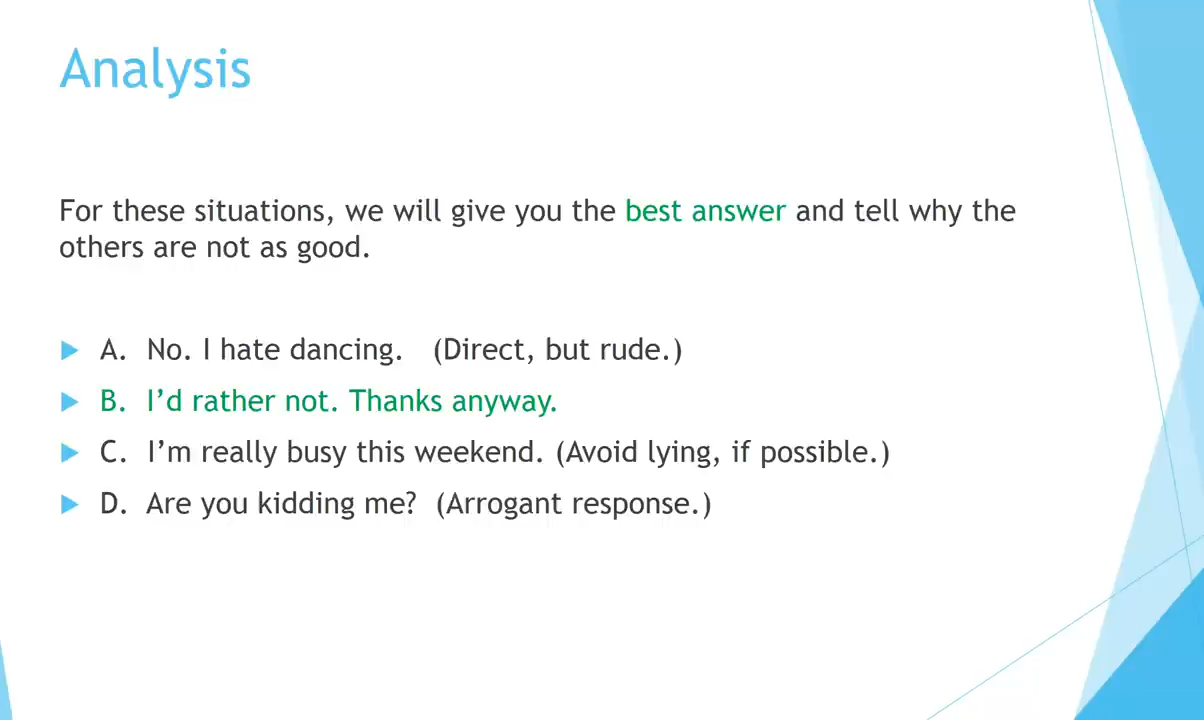 Analysis
For these situations, we will give you the best answer and tell why the
others are not as good.
A. No. I hate dancing. (Direct, but rude.)
B. I’d rather not. Thanks anyway.
C. I’m really busy this weekend. (Avoid lying, if possible.)
D. Are you kidding me? (Arrogant response.)